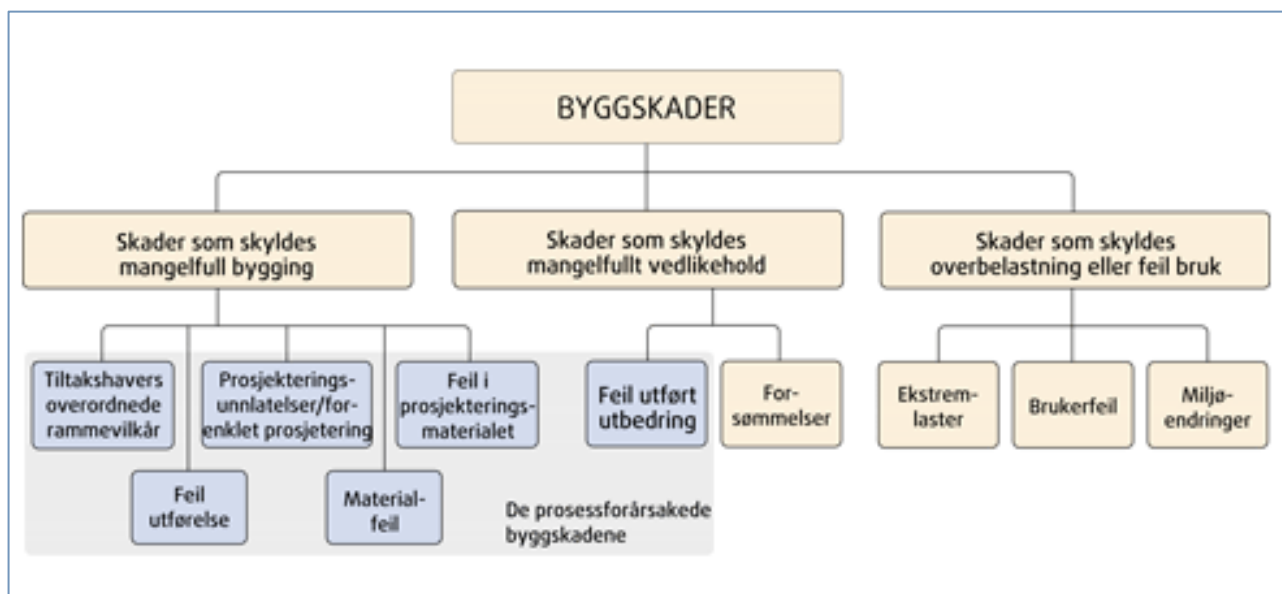 BYGGSKADER
Skader som skyldes
mangelfull bygging
Skader som skyldes
mangelfullt vedlikehold
Skader som skyldes
overbelastning eller feil bruk
Tiltakshavers
overordnede
rammevilkår
Prosjekterings-
unnlatelser/for-
enklet prosjetering
Feil i
prosjekterings-
materialet
Feil utført
utbedring
For-
sømmelser
Ekstrem-
laster
Brukerfeil
Miljø-
endringer
Feil
utførelse
Material-
feil
De prosessforårsakede
byggskadene